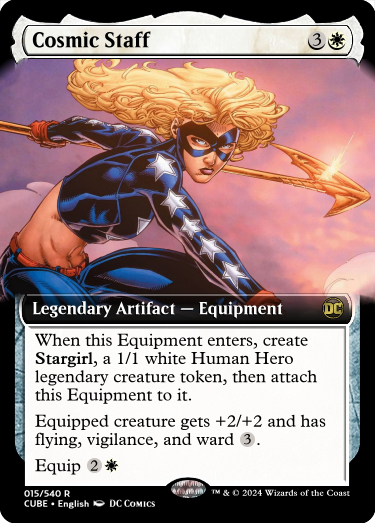 Cosmic Staff 3
Legendary Artifact — Equipment DC
When this Equipment enters, create
Stargirl, a 1/1 white Human Hero
legendary creature token, then attach
this Equipment to it.
Equipped creature gets +2/+2 and has
flying, vigilance, and ward 3.
Equip 2
015/540 R
CUBE • English DC Comics
™ & © 2024 Wizards of the Coast